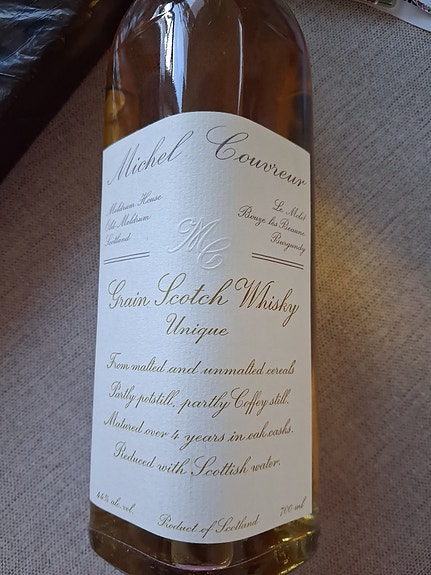 Michel Couvreur
Meldrum House
Old Meldrum
Scotland
Le Motet
Bouze les Beaune
Burgundy
MC
Grain Scotch Whisky
Unique
From malted and unmalted cereals
Partly potstill, partly Coffey still.
Matured over 4 years in oak casks.
Reduced with Scottish water.
44% alc. vol.
Product of Scotland
700 ml